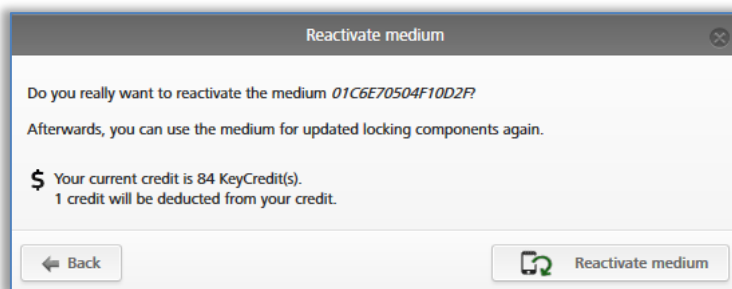 Reactivate medium
Do you really want to reactivate the medium 01C6E70504F10D2F?
Afterwards, you can use the medium for updated locking components again.
$ Your current credit is 84 KeyCredit(s).
1 credit will be deducted from your credit.
Back
Reactivate medium